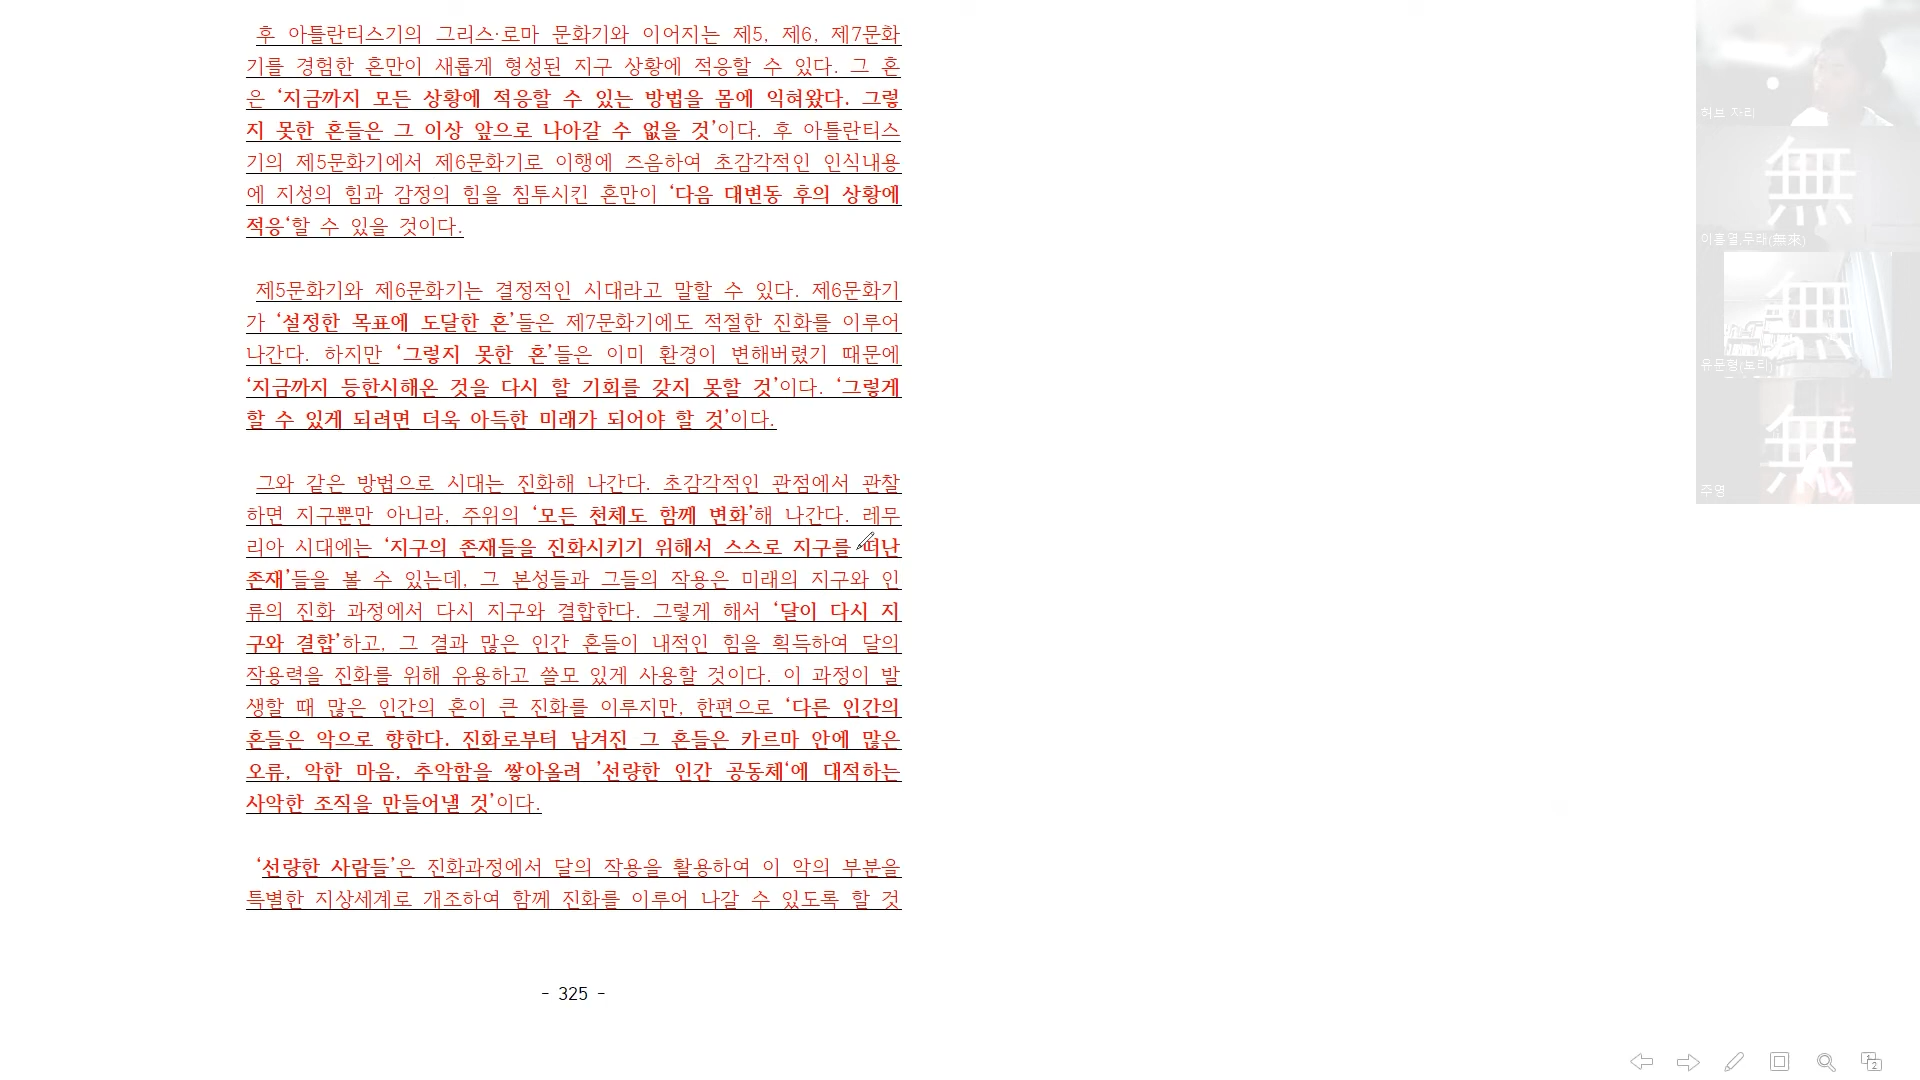 후 아틀란티스기의 그리스·로마 문화기와 이어지는 제5, 제6, 제7문화
기를 경험한 혼만이 새롭게 형성된 지구 상황에 적응할 수 있다. 그 혼
은 ‘지금까지 모든 상황에 적응할 수 있는 방법을 몸에 익혀왔다. 그렇
지 못한 혼들은 그 이상 앞으로 나아갈 수 없을 것’이다. 후 아틀란티스
기의 제5문화기에서 제6문화기로 이행에 즈음하여 초감각적인 인식내용
에 지성의 힘과 감정의 힘을 침투시킨 혼만이 ‘다음 대변동 후의 상황에
적응‘할 수 있을 것이다.
제5문화기와 제6문화기는 결정적인 시대라고 말할 수 있다. 제6문화기
가 ‘설정한 목표에 도달한 혼’들은 제7문화기에도 적절한 진화를 이루어
나간다. 하지만 ‘그렇지 못한 혼’들은 이미 환경이 변해버렸기 때문에
‘지금까지 등한시해온 것을 다시 할 기회를 갖지 못할 것’이다. ‘그렇게
할 수 있게 되려면 더욱 아득한 미래가 되어야 할 것’이다.
그와 같은 방법으로 시대는 진화해 나간다. 초감각적인 관점에서 관찰
하면 지구뿐만 아니라, 주위의 ‘모든 천체도 함께 변화’해 나간다. 레무
리아 시대에는 ‘지구의 존재들을 진화시키기 위해서 스스로 지구를 떠난
존재’들을 볼 수 있는데, 그 본성들과 그들의 작용은 미래의 지구와 인
류의 진화 과정에서 다시 지구와 결합한다. 그렇게 해서 ‘달이 다시 지
구와 결합’하고, 그 결과 많은 인간 혼들이 내적인 힘을 획득하여 달의
작용력을 진화를 위해 유용하고 쓸모 있게 사용할 것이다. 이 과정이 발
생할 때 많은 인간의 혼이 큰 진화를 이루지만, 한편으로 ‘다른 인간의
혼들은 악으로 향한다. 진화로부터 남겨진 그 혼들은 카르마 안에 많은
오류, 악한 마음, 추악함을 쌓아올려 ’선량한 인간 공동체‘에 대적하는
사악한 조직을 만들어낼 것’이다.
‘선량한 사람들’은 진화과정에서 달의 작용을 활용하여 이 악의 부분을
특별한 지상세계로 개조하여 함께 진화를 이루어 나갈 수 있도록 할 것
- 325 -
허브 자리
無
이홍열,무래(無來)
無
유문형(보리)
無
주영